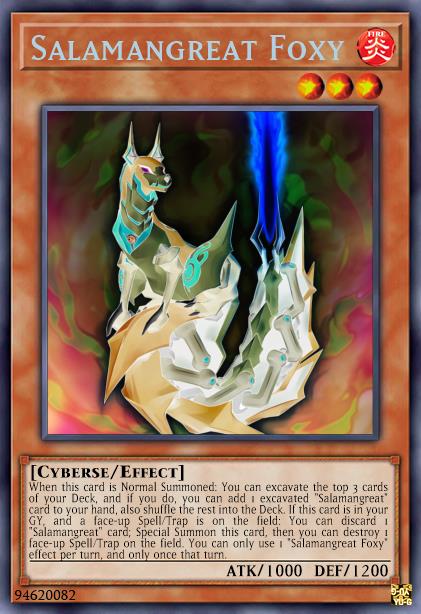 SALAMANGREAT FOXY
FIRE
炎
[CYBERSE/EFFECT]
When this card is Normal Summoned: You can excavate the top 3 cards
of your Deck, and if you do, you can add 1 excavated "Salamangreat"
card to your hand, also shuffle the rest into the Deck. If this card is in your
GY, and a face-up Spell/Trap is on the field: You can discard 1
"Salamangreat" card; Special Summon this card, then you can destroy 1
face-up Spell/Trap on the field. You can only use 1 "Salamangreat Foxy"
effect per turn, and only once that turn.
ATK/1000 DEF/1200
94620082